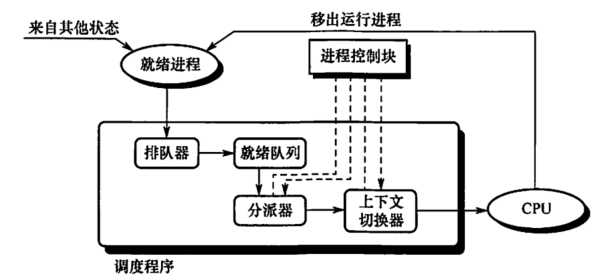 来自其他状态
移出运行进程
就绪进程
进程控制块
排队器
就绪队列
分派器
上下文
切换器
CPU
调度程序